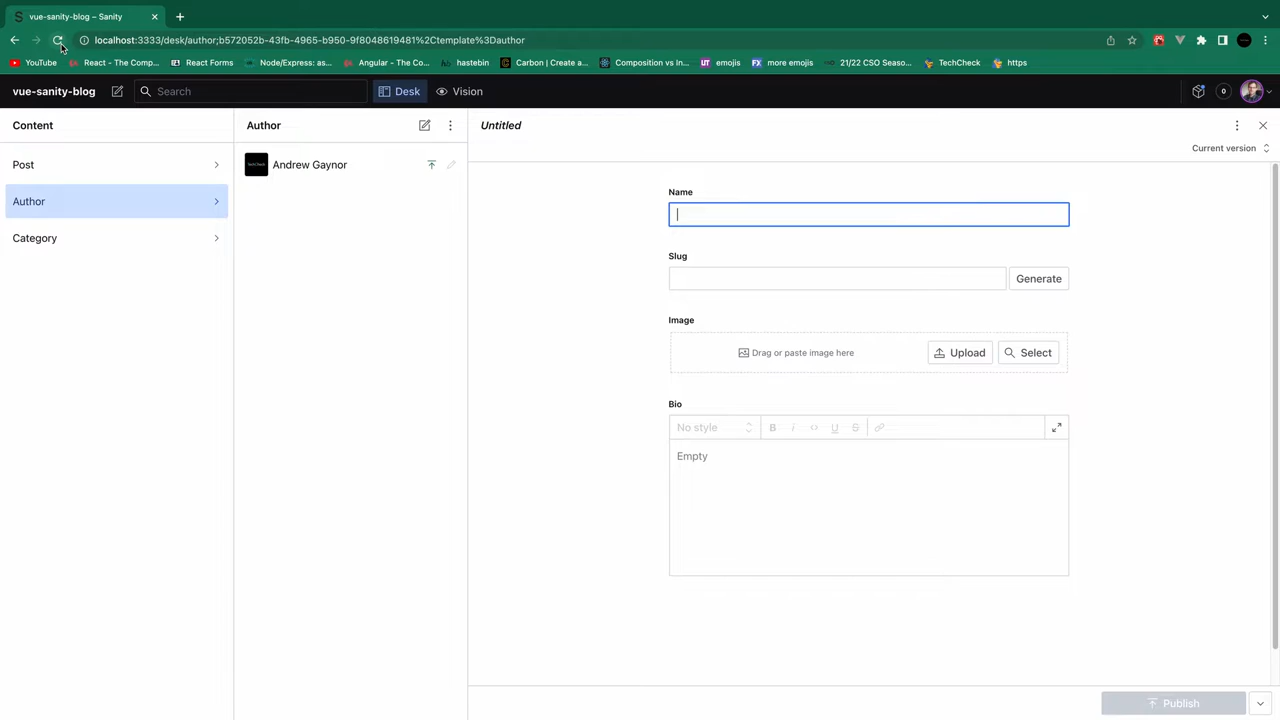 vue-sanity-blog – Sanity
localhost:3333/desk/author;b572052b-43fb-4965-b950-9f8048619481%2Ctemplate%3Dauthor
YouTube
React - The Comp...
React Forms
Node/Express: as...
Angular - The Co...
hastebin
Carbon | Create a...
Composition vs In...
UT emojis
FX more emojis
21/22 CSO Seaso...
TechCheck
https
vue-sanity-blog
Search
Desk
Vision
0
Content
Author
Untitled
Current version
Post
Author
Category
Andrew Gaynor
Name
Slug
Generate
Image
Drag or paste image here
Upload
Select
Bio
No style
B i U S
Empty
Publish